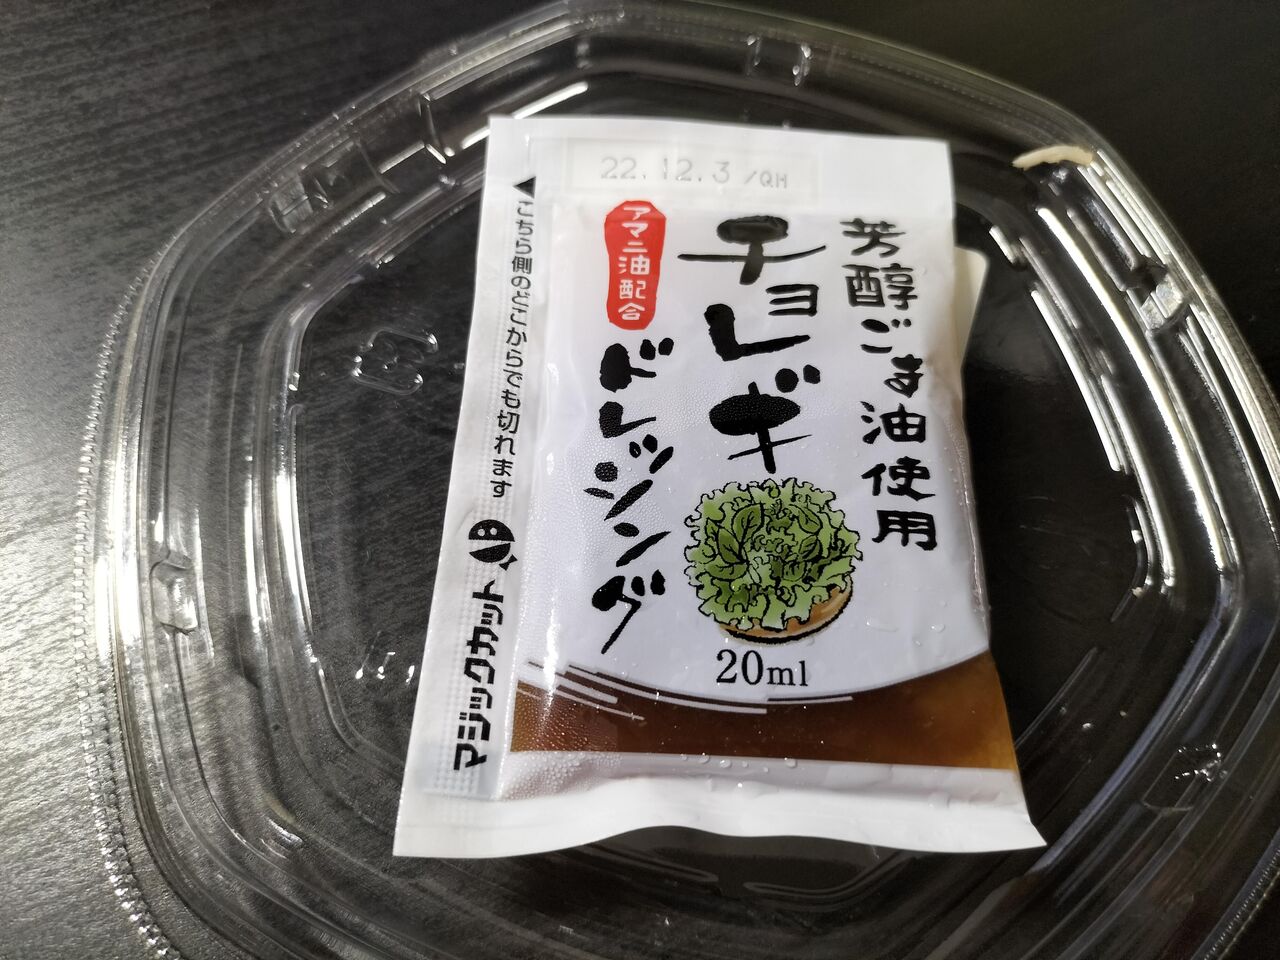 22.12.3/QH
芳醇ごま油使用
チョレギ
ドレッシング
アマニ油配合
20ml
▲こちら側のどこからでも切れます
マジックカット